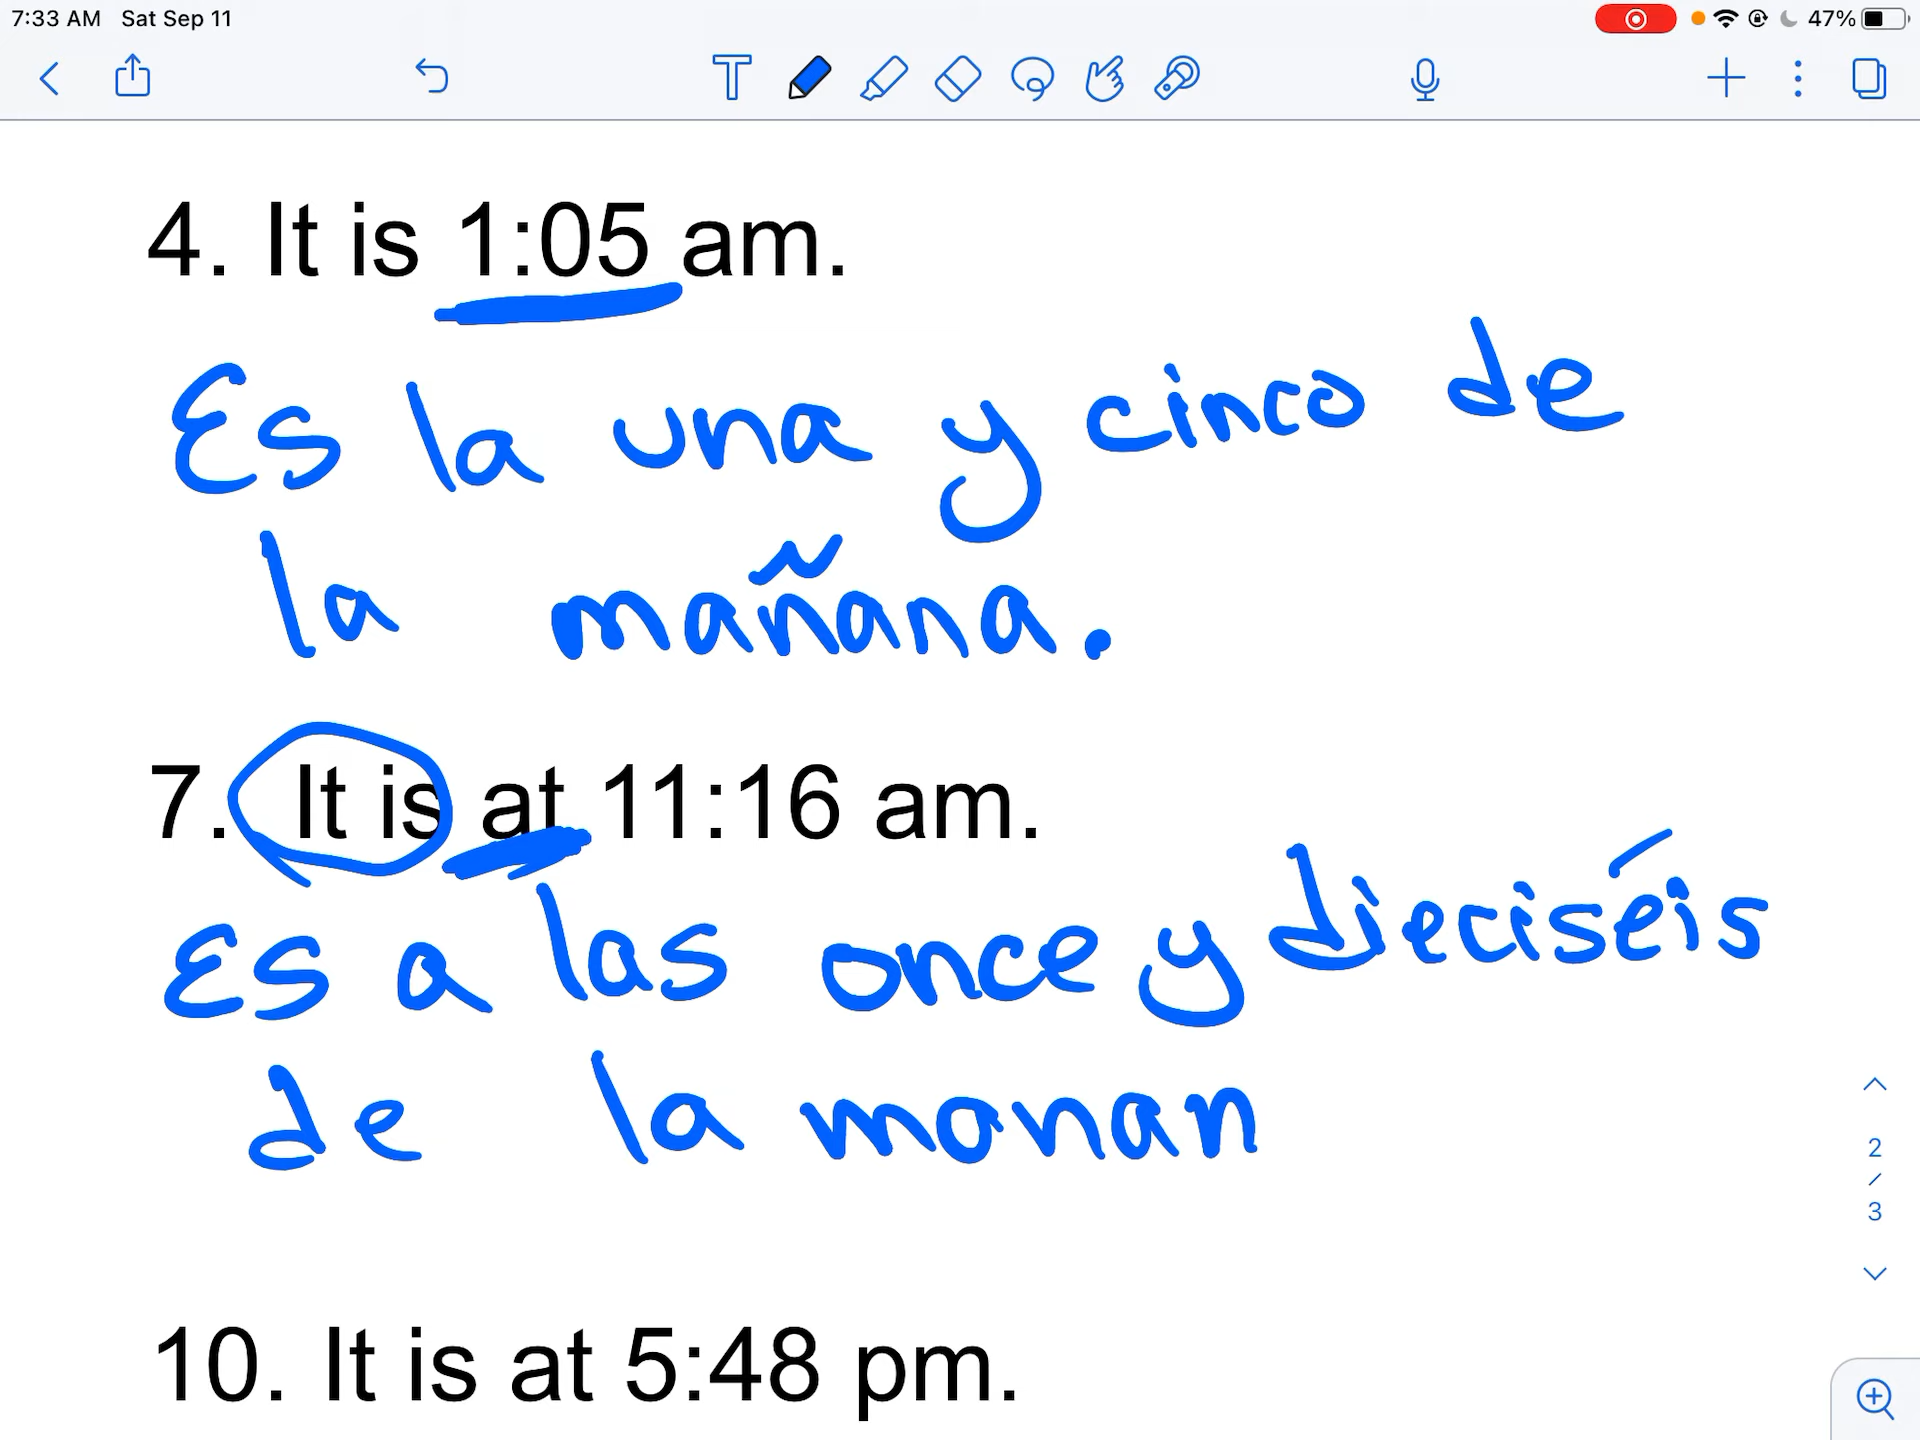 7:33 AM Sat Sep 11
47%
4. It is 1:05 am.
Es la una y cinco de
la mañana.
7. It is at 11:16 am.
Es a las once y dieciséis
de la manan
2
/
3
10. It is at 5:48 pm.